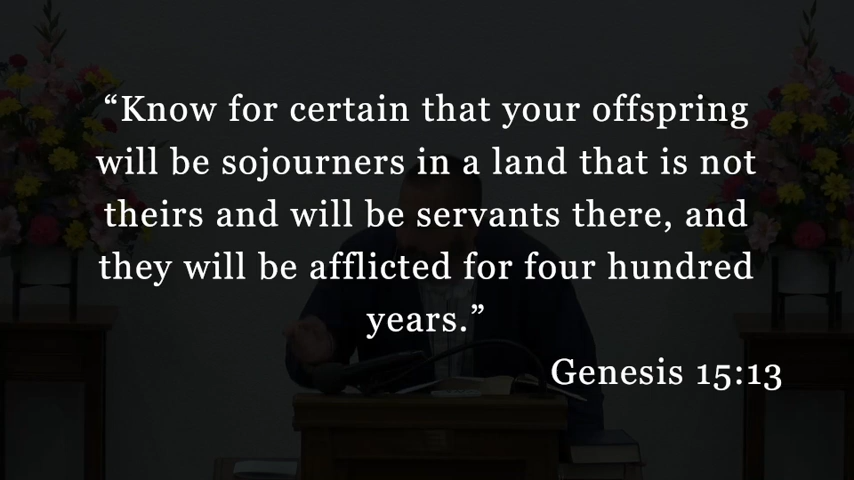 “Know for certain that your offspring
will be sojourners in a land that is not
theirs and will be servants there, and
they will be afflicted for four hundred
years.”
Genesis 15:13